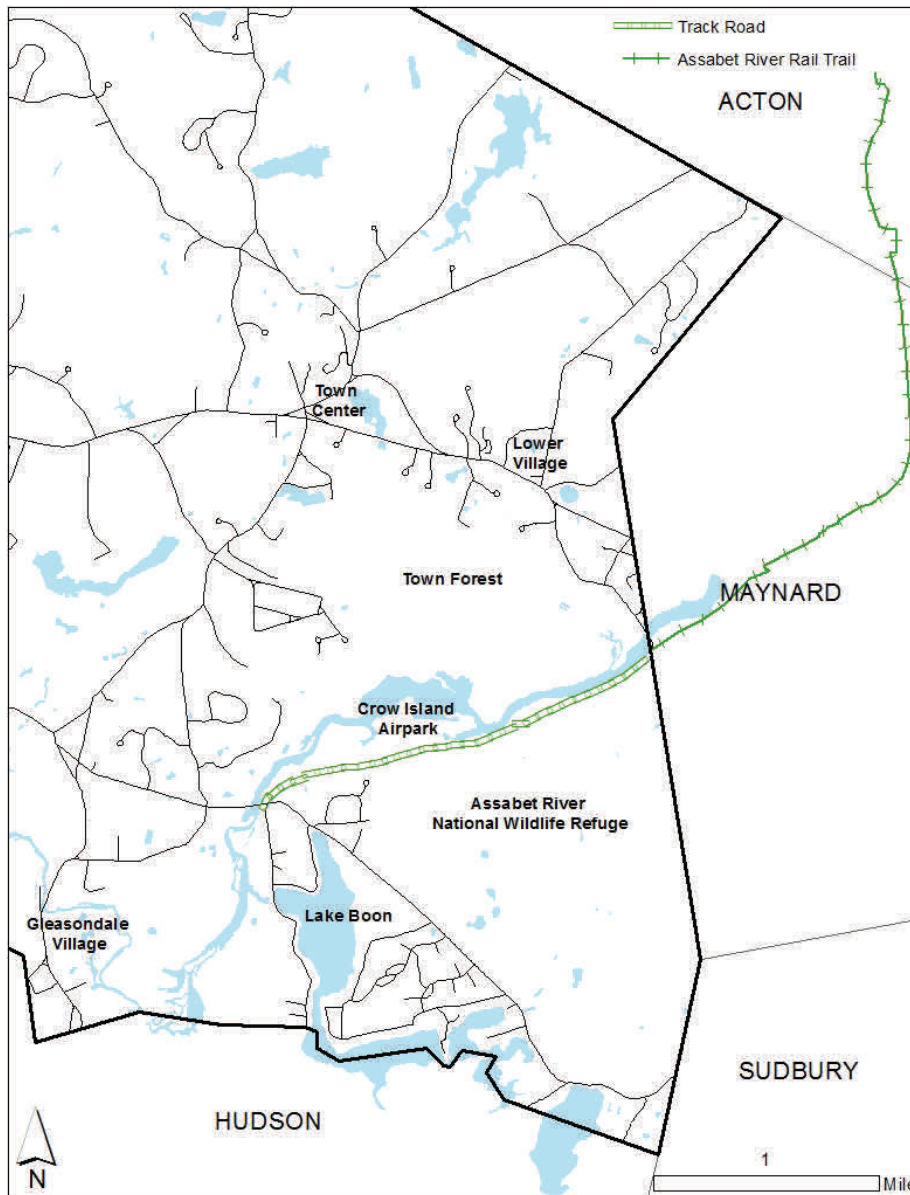 Track Road
Assabet River Rail Trail
ACTON
Town
Center
Lower
Village
Town Forest
MAYNARD
Crow Island
Airpark
Assabet River
National Wildlife Refuge
Gleasondale
Village
Lake Boon
SUDBURY
HUDSON
N
1
Mile